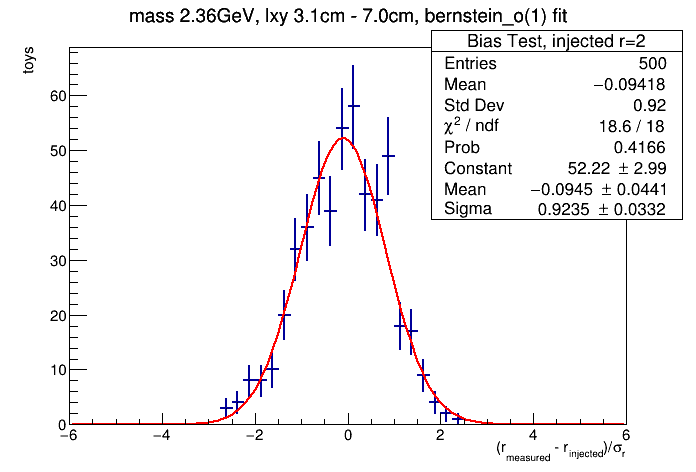 mass 2.36GeV, lxy 3.1cm - 7.0cm, bernstein_o(1) fit
Bias Test, injected r=2
Entries 500
Mean −0.09418
Std Dev 0.92
χ² / ndf 18.6 / 18
Prob 0.4166
Constant 52.22 ± 2.99
Mean −0.0945 ± 0.0441
Sigma 0.9235 ± 0.0332
toys
60
50
40
30
20
10
0
−6 −4 −2 0 2 4 6
(r_measured - r_injected)/σ_r